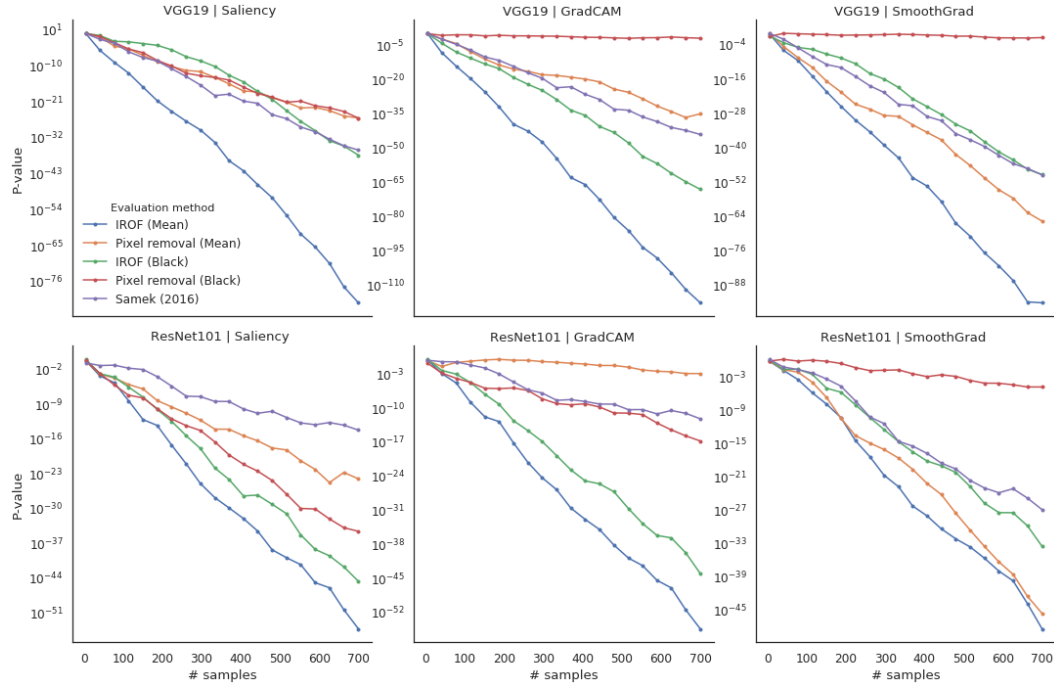 VGG19 | Saliency
VGG19 | GradCAM
VGG19 | SmoothGrad
P-value
10^1
10^-10
10^-21
10^-32
10^-43
10^-54
10^-65
10^-76
Evaluation method
IROF (Mean)
Pixel removal (Mean)
IROF (Black)
Pixel removal (Black)
Samek (2016)
10^-5
10^-20
10^-35
10^-50
10^-65
10^-80
10^-95
10^-110
10^-4
10^-16
10^-28
10^-40
10^-52
10^-64
10^-76
10^-88
ResNet101 | Saliency
ResNet101 | GradCAM
ResNet101 | SmoothGrad
P-value
10^-2
10^-9
10^-16
10^-23
10^-30
10^-37
10^-44
10^-51
10^-3
10^-10
10^-17
10^-24
10^-31
10^-38
10^-45
10^-52
10^-3
10^-9
10^-15
10^-21
10^-27
10^-33
10^-39
10^-45
0 100 200 300 400 500 600 700
0 100 200 300 400 500 600 700
0 100 200 300 400 500 600 700
# samples
# samples
# samples